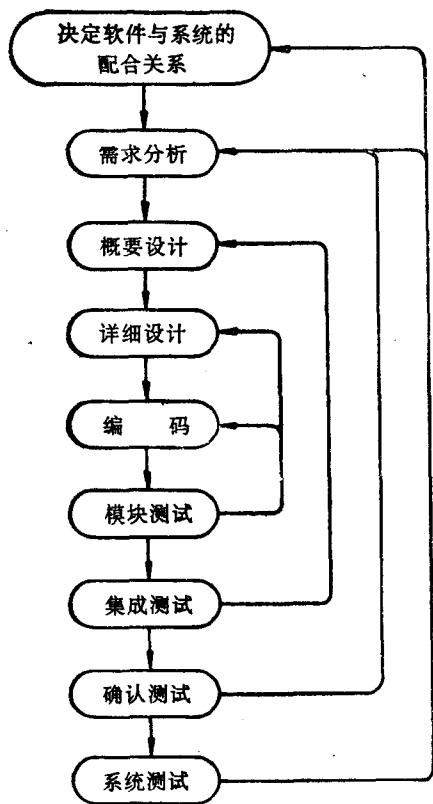 决定软件与系统的
配合关系
需求分析
概要设计
详细设计
编 码
模块测试
集成测试
确认测试
系统测试